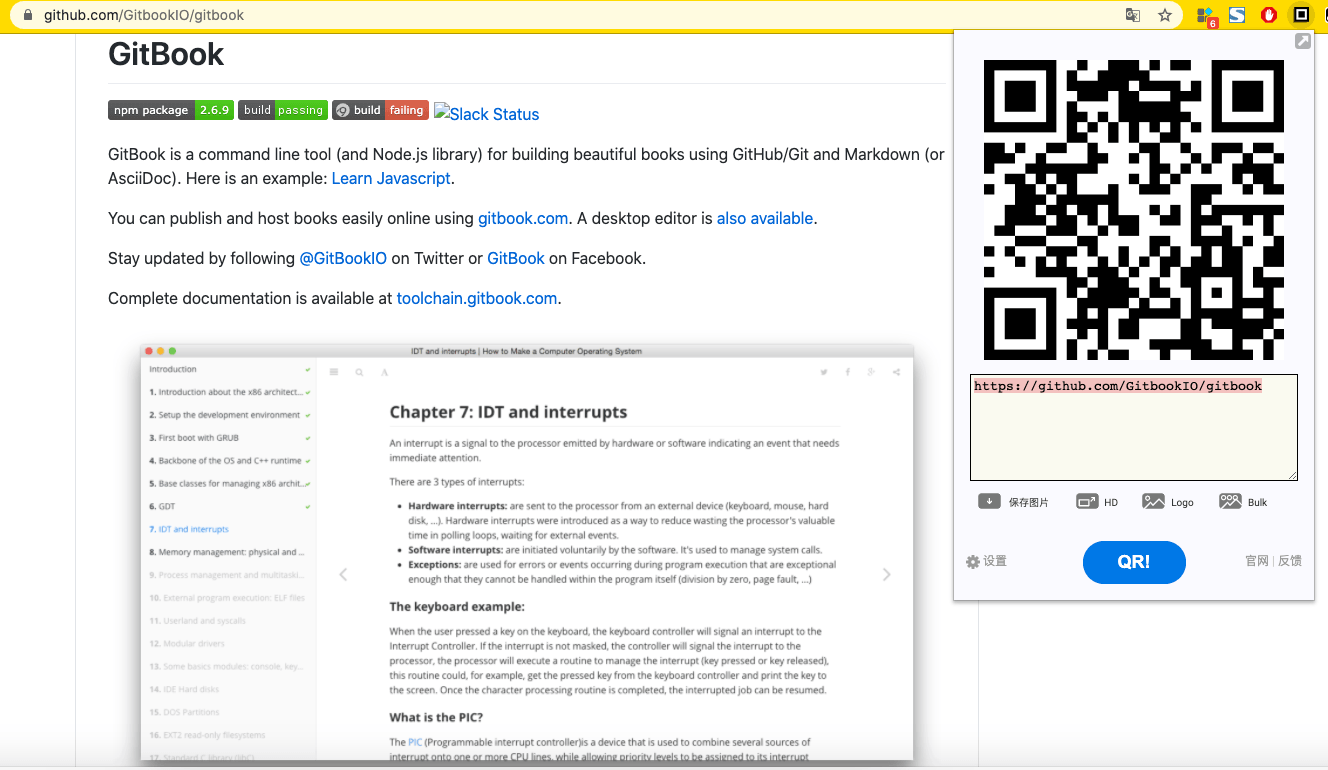 github.com/GitbookIO/gitbook
6
GitBook
npm package 2.6.9 build passing build failing Slack Status
GitBook is a command line tool (and Node.js library) for building beautiful books using GitHub/Git and Markdown (or
AsciiDoc). Here is an example: Learn Javascript.
You can publish and host books easily online using gitbook.com. A desktop editor is also available.
Stay updated by following @GitBookIO on Twitter or GitBook on Facebook.
Complete documentation is available at toolchain.gitbook.com.
IDT and interrupts | How to Make a Computer Operating System
Introduction
1. Introduction about the x86 architect...
2. Setup the development environment
3. First boot with GRUB
4. Backbone of the OS and C++ runtime
5. Base classes for managing x86 archit...
6. GDT
7. IDT and interrupts
8. Memory management: physical and ...
9. Process management and multitaski...
10. External program execution: ELF files
11. Userland and syscalls
12. Modular drivers
13. Some basics modules: console, key...
14. IDE Hard disks
15. DOS Partitions
16. EXT2 read-only filesystems
17. Standard C library (libC)
A
Chapter 7: IDT and interrupts
An interrupt is a signal to the processor emitted by hardware or software indicating an event that needs
immediate attention.
There are 3 types of interrupts:
• Hardware interrupts: are sent to the processor from an external device (keyboard, mouse, hard
disk, ...). Hardware interrupts were introduced as a way to reduce wasting the processor's valuable
time in polling loops, waiting for external events.
• Software interrupts: are initiated voluntarily by the software. It's used to manage system calls.
• Exceptions: are used for errors or events occurring during program execution that are exceptional
enough that they cannot be handled within the program itself (division by zero, page fault, ...)
The keyboard example:
When the user pressed a key on the keyboard, the keyboard controller will signal an interrupt to the
Interrupt Controller. If the interrupt is not masked, the controller will signal the interrupt to the
processor, the processor will execute a routine to manage the interrupt (key pressed or key released),
this routine could, for example, get the pressed key from the keyboard controller and print the key to
the screen. Once the character processing routine is completed, the interrupted job can be resumed.
What is the PIC?
The PIC (Programmable interrupt controller)is a device that is used to combine several sources of
interrupt onto one or more CPU lines, while allowing priority levels to be assigned to its interrupt
https://github.com/GitbookIO/gitbook
保存图片 HD Logo Bulk
设置 QR! 官网 | 反馈